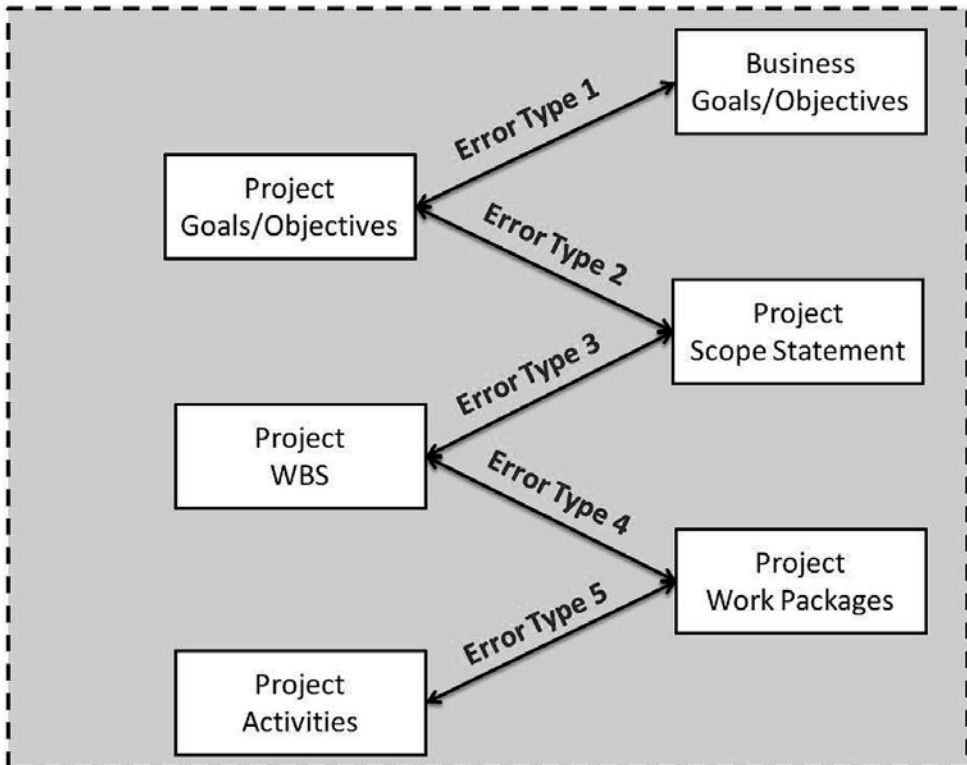 Business
Goals/Objectives
Error Type 1
Project
Goals/Objectives
Error Type 2
Project
Scope Statement
Error Type 3
Project
WBS
Error Type 4
Project
Work Packages
Error Type 5
Project
Activities